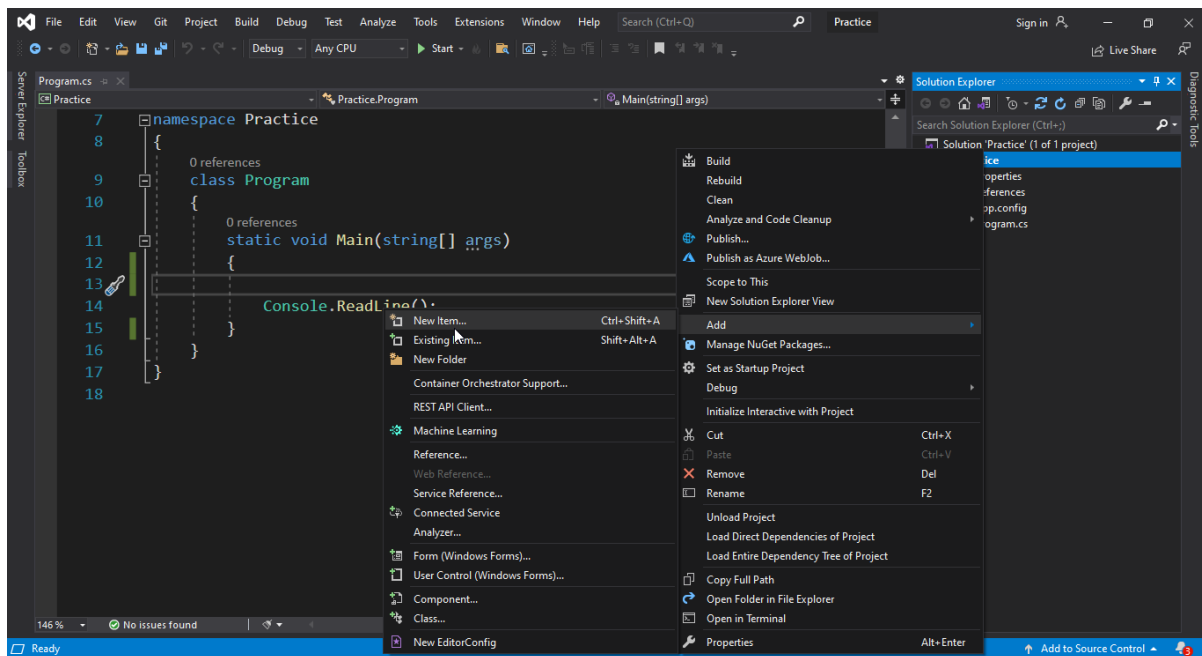 File Edit View Git Project Build Debug Test Analyze Tools Extensions Window Help Search (Ctrl+Q) Practice Sign in
Debug Any CPU Start Live Share
Server Explorer
Toolbox
Program.cs
Practice Practice.Program Main(string[] args)
7 namespace Practice
8 {
0 references
9 class Program
10 {
0 references
11 static void Main(string[] args)
12 {
13
14 Console.ReadLine();
15 }
16 }
17 }
18
146 % No issues found
Ready
Add to Source Control
3
Solution Explorer
Search Solution Explorer (Ctrl+;)
Solution 'Practice' (1 of 1 project)
Diagnostic Tools
Build
Rebuild
Clean
Analyze and Code Cleanup
Publish...
Publish as Azure WebJob...
Scope to This
New Solution Explorer View
Add
Manage NuGet Packages...
Set as Startup Project
Debug
Initialize Interactive with Project
Cut Ctrl+X
Paste Ctrl+V
Remove Del
Rename F2
Unload Project
Load Direct Dependencies of Project
Load Entire Dependency Tree of Project
Copy Full Path
Open Folder in File Explorer
Open in Terminal
Properties Alt+Enter
New Item... Ctrl+Shift+A
Existing Item... Shift+Alt+A
New Folder
Container Orchestrator Support...
REST API Client...
Machine Learning
Reference...
Web Reference...
Service Reference...
Connected Service
Analyzer...
Form (Windows Forms)...
User Control (Windows Forms)...
Component...
Class...
New EditorConfig